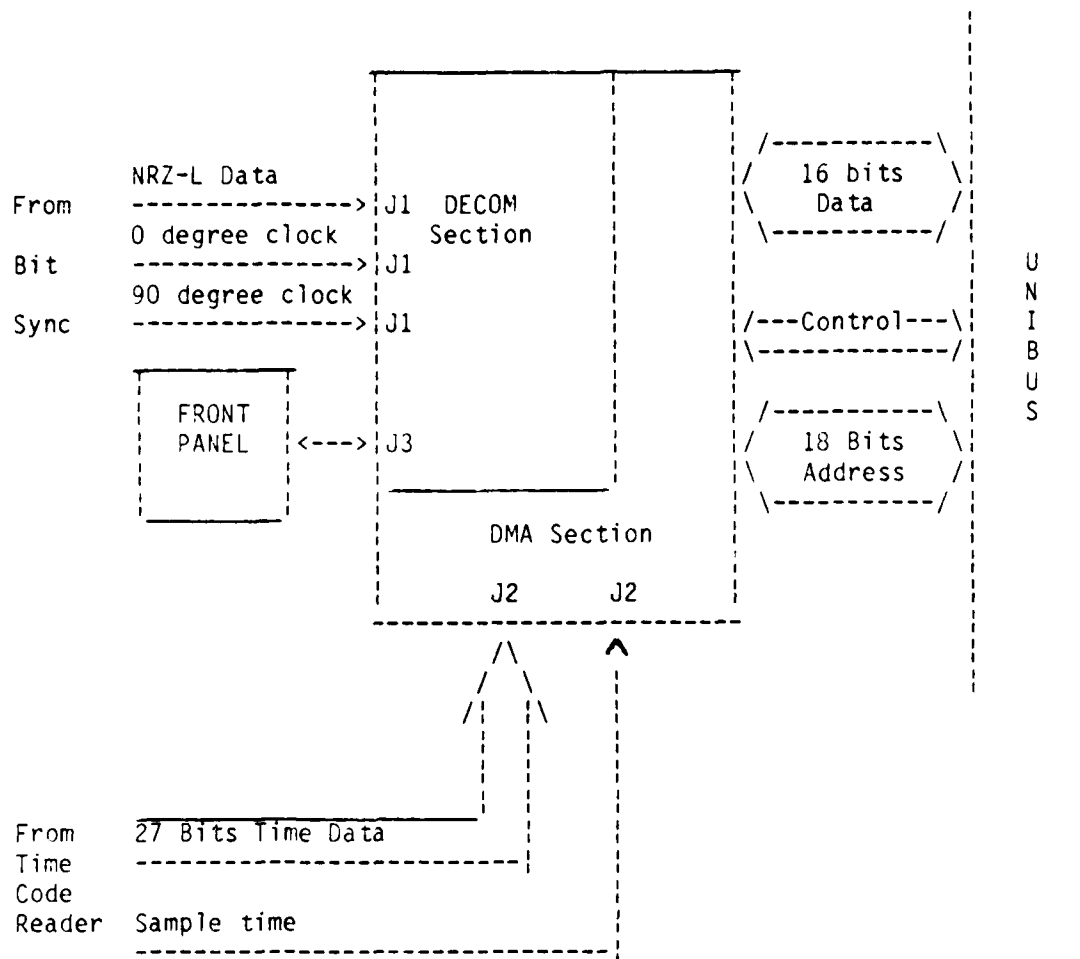 NRZ-L Data
From J1 DECOM
0 degree clock Section
Bit J1
90 degree clock
Sync J1
FRONT
PANEL J3
DMA Section
J2 J2
16 bits
Data
Control
18 Bits
Address
U
N
I
B
U
S
From 27 Bits Time Data
Time
Code
Reader Sample time